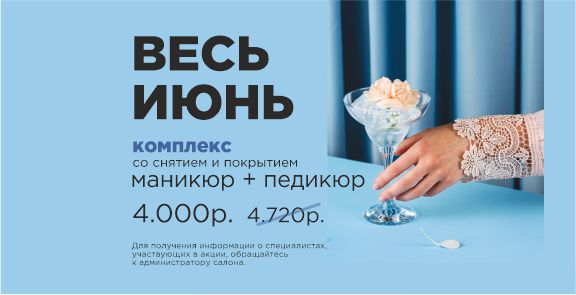 ВЕСЬ
ИЮНЬ
комплекс
со снятием и покрытием
маникюр + педикюр
4.000р. 4.720р.
Для получения информации о специалистах,
участвующих в акции, обращайтесь
к администратору салона.